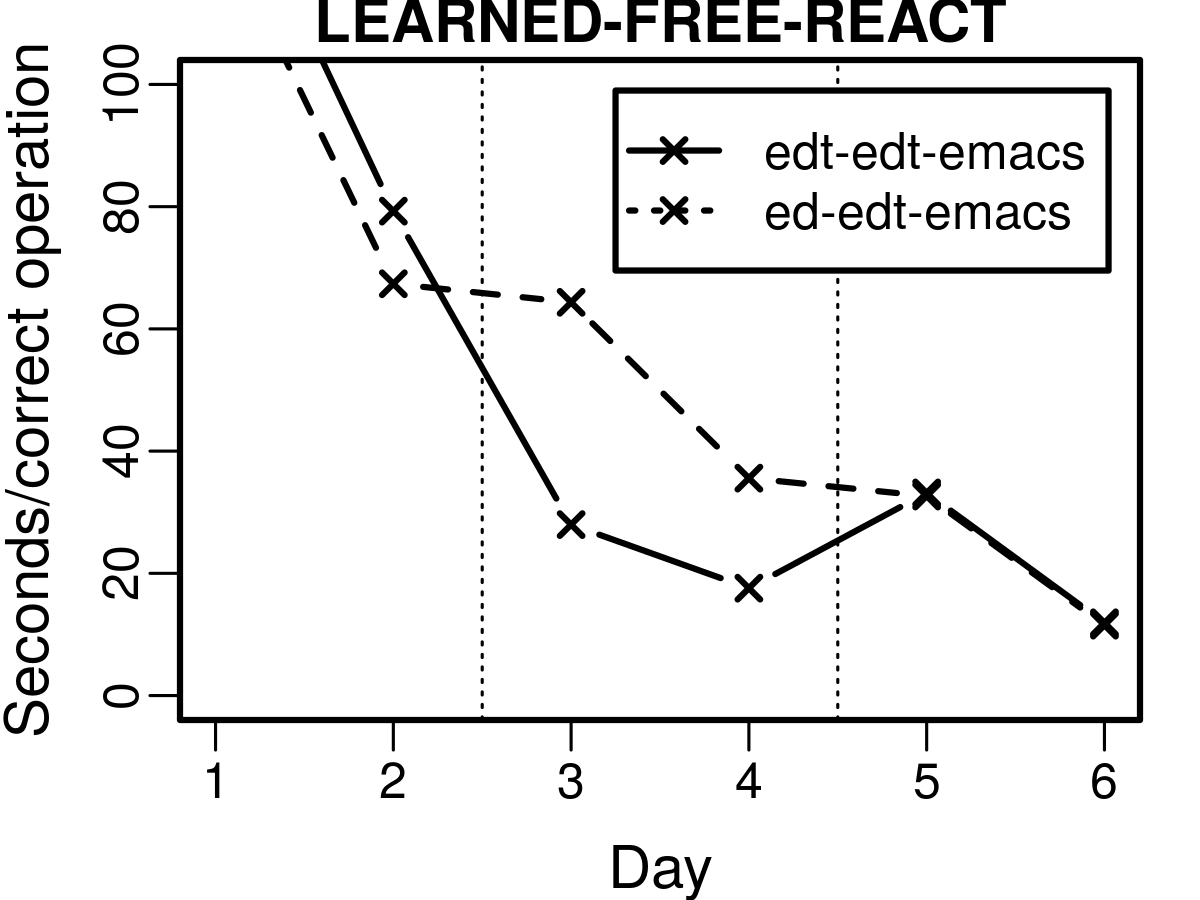 LEARNED-FREE-REACT
Seconds/correct operation
100
80
60
40
20
0
edt-edt-emacs
ed-edt-emacs
1 2 3 4 5 6
Day